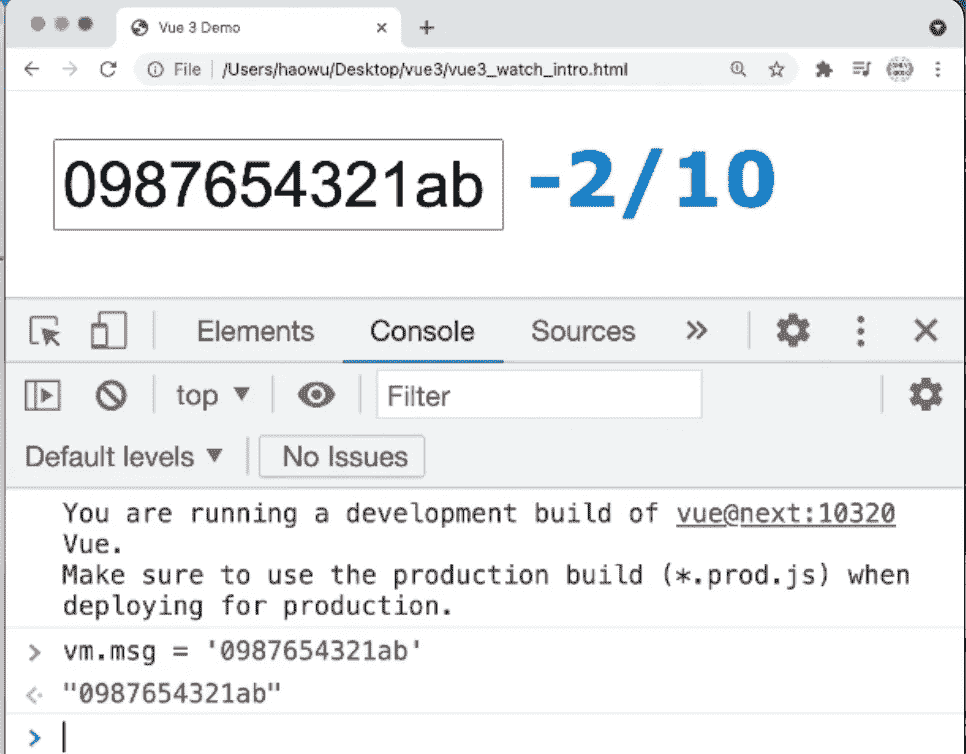 Vue 3 Demo
File /Users/haowu/Desktop/vue3/vue3_watch_intro.html
0987654321ab -2/10
Elements Console Sources
top Filter
Default levels No Issues
You are running a development build of vue@next:10320
Vue.
Make sure to use the production build (*.prod.js) when
deploying for production.
vm.msg = '0987654321ab'
"0987654321ab"